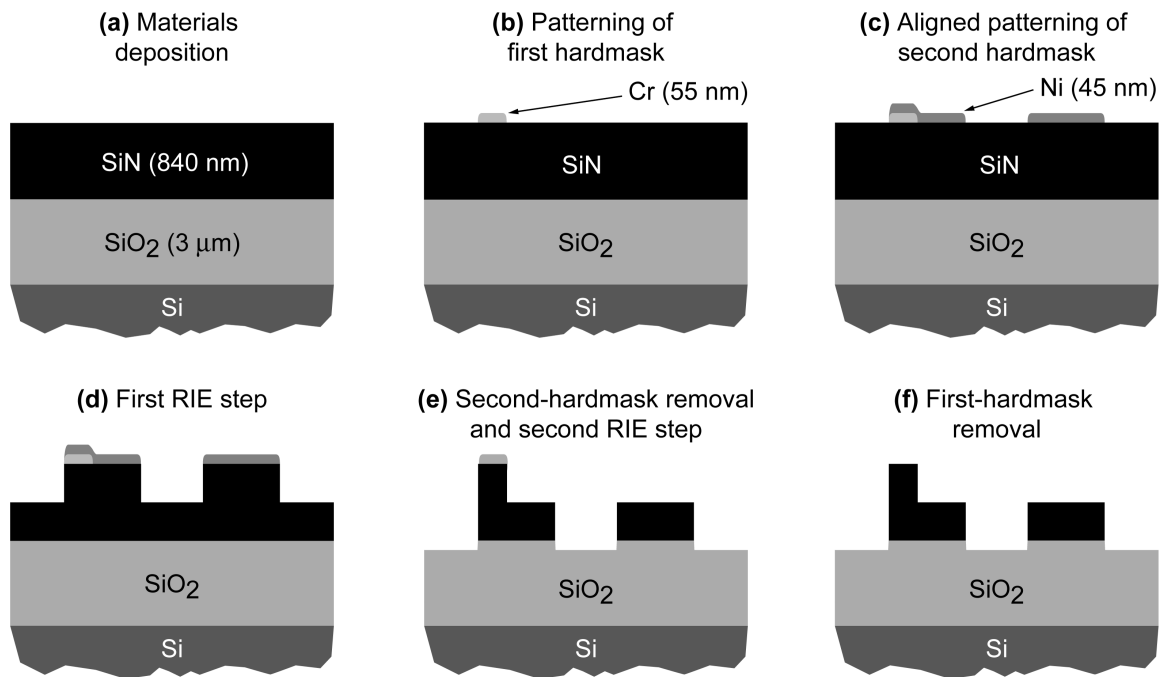 (a) Materials
deposition
(b) Patterning of
first hardmask
(c) Aligned patterning of
second hardmask
Cr (55 nm)
Ni (45 nm)
SiN (840 nm)
SiN
SiN
SiO2 (3 μm)
SiO2
SiO2
Si
Si
Si
(d) First RIE step
(e) Second-hardmask removal
and second RIE step
(f) First-hardmask
removal
SiO2
SiO2
SiO2
Si
Si
Si